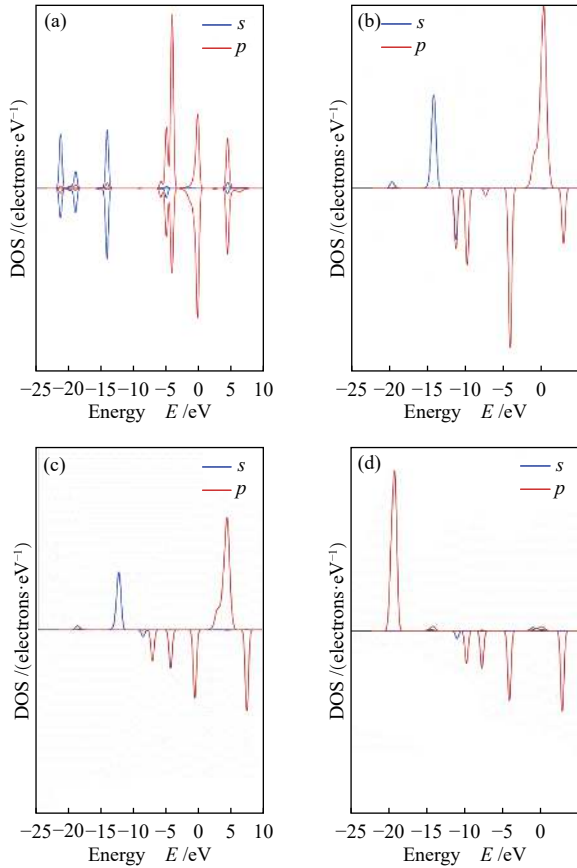 (a)
s
p
DOS /(electrons·eV⁻¹)
−25 −20 −15 −10 −5 0 5 10
Energy E /eV
(b)
s
p
DOS /(electrons·eV⁻¹)
−25 −20 −15 −10 −5 0
Energy E /eV
(c)
s
p
DOS /(electrons·eV⁻¹)
−25 −20 −15 −10 −5 0 5 10
Energy E /eV
(d)
s
p
DOS /(electrons·eV⁻¹)
−25 −20 −15 −10 −5 0
Energy E /eV